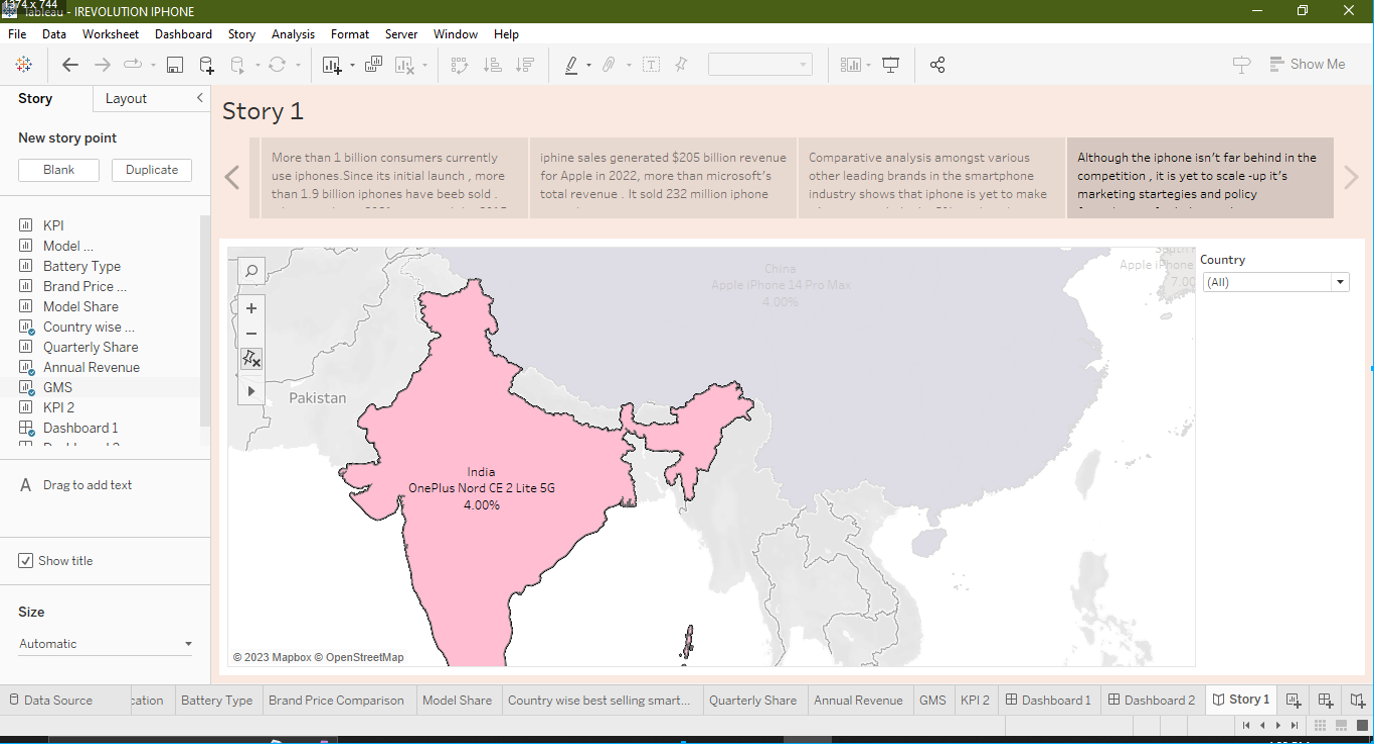 1374 x 744
Tableau - IREVOLUTION IPHONE
File Data Worksheet Dashboard Story Analysis Format Server Window Help
Show Me
Story Layout
New story point
Blank Duplicate
KPI
Model ...
Battery Type
Brand Price ...
Model Share
Country wise ...
Quarterly Share
Annual Revenue
GMS
KPI 2
Dashboard 1
A Drag to add text
Show title
Size
Automatic
Story 1
More than 1 billion consumers currently
use iphones.Since its initial launch , more
than 1.9 billion iphones have beeb sold .
iphine sales generated $205 billion revenue
for Apple in 2022, more than microsoft's
total revenue . It sold 232 million iphone
Comparative analysis amongst various
other leading brands in the smartphone
industry shows that iphone is yet to make
Although the iphone isn't far behind in the
competition , it is yet to scale -up it's
marketing startegies and policy
China
Apple iPhone 14 Pro Max
4.00%
Apple iPhone
7.00
Pakistan
India
OnePlus Nord CE 2 Lite 5G
4.00%
© 2023 Mapbox © OpenStreetMap
Country
(All)
Data Source
cation
Battery Type
Brand Price Comparison
Model Share
Country wise best selling smart...
Quarterly Share
Annual Revenue
GMS
KPI 2
Dashboard 1
Dashboard 2
Story 1